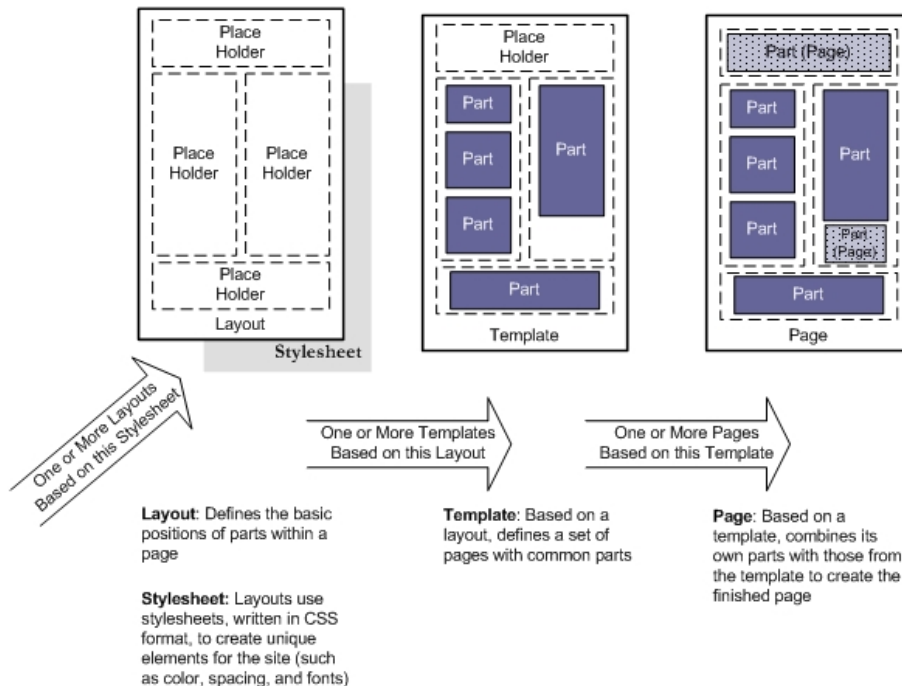 Place
Holder
Place
Holder
Place
Holder
Place
Holder
Layout
Stylesheet
Place
Holder
Part
Part
Part
Part
Part
Template
Part (Page)
Part
Part
Part
Part
Part
(Page)
Part
Page
One or More Layouts
Based on this Stylesheet
One or More Templates
Based on this Layout
One or More Pages
Based on this Template
Layout: Defines the basic
positions of parts within a
page
Stylesheet: Layouts use
stylesheets, written in CSS
format, to create unique
elements for the site (such
as color, spacing, and fonts)
Template: Based on a
layout, defines a set of
pages with common parts
Page: Based on a
template, combines its
own parts with those from
the template to create the
finished page